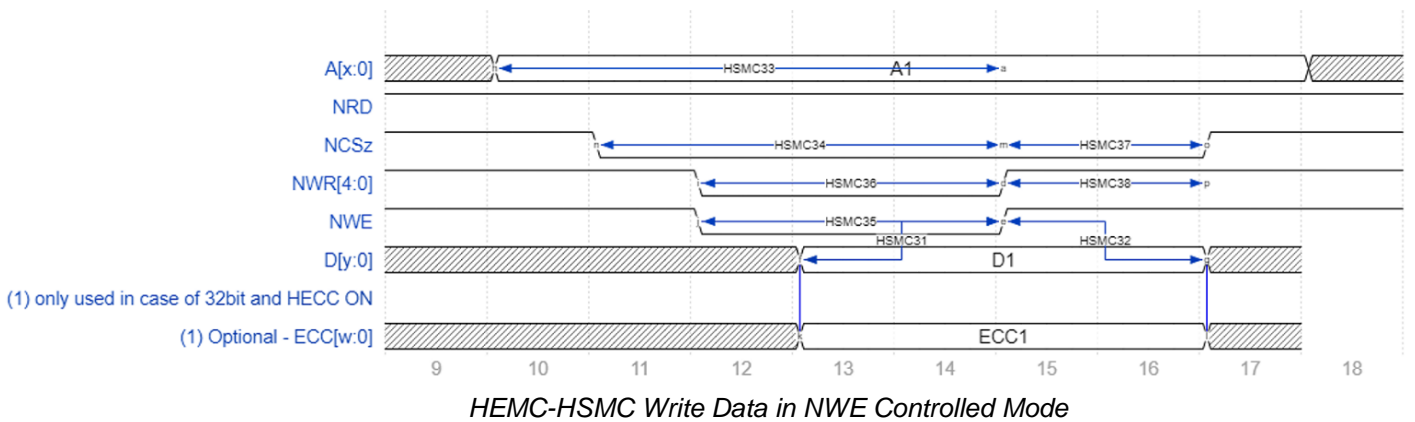 A[x:0] HSMC33 A1 a
NRD
NCSz HSMC34 m HSMC37
NWR[4:0] HSMC36 d HSMC38 p
NWE HSMC35 e
HSMC31 HSMC32
D[y:0] D1 g
(1) only used in case of 32bit and HECC ON
(1) Optional - ECC[w:0] ECC1
9 10 11 12 13 14 15 16 17 18
HEMC-HSMC Write Data in NWE Controlled Mode